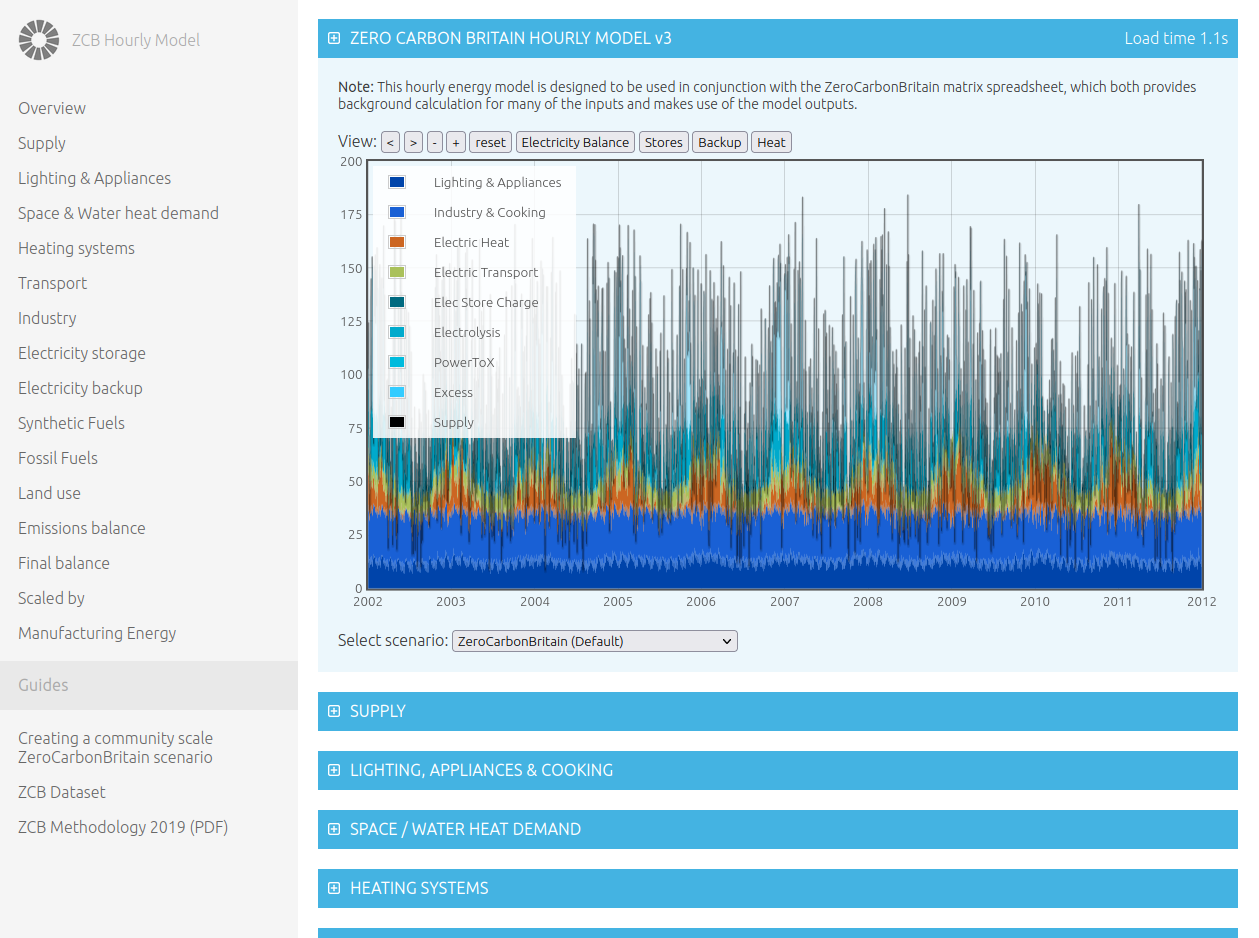 ZCB Hourly Model
Overview
Supply
Lighting & Appliances
Space & Water heat demand
Heating systems
Transport
Industry
Electricity storage
Electricity backup
Synthetic Fuels
Fossil Fuels
Land use
Emissions balance
Final balance
Scaled by
Manufacturing Energy
Guides
Creating a community scale
ZeroCarbonBritain scenario
ZCB Dataset
ZCB Methodology 2019 (PDF)
ZERO CARBON BRITAIN HOURLY MODEL v3 Load time 1.1s
Note: This hourly energy model is designed to be used in conjunction with the ZeroCarbonBritain matrix spreadsheet, which both provides
background calculation for many of the inputs and makes use of the model outputs.
View: < > - + reset Electricity Balance Stores Backup Heat
200
175
150
125
100
75
50
25
0
Lighting & Appliances
Industry & Cooking
Electric Heat
Electric Transport
Elec Store Charge
Electrolysis
PowerToX
Excess
Supply
2002 2003 2004 2005 2006 2007 2008 2009 2010 2011 2012
Select scenario: ZeroCarbonBritain (Default)
SUPPLY
LIGHTING, APPLIANCES & COOKING
SPACE / WATER HEAT DEMAND
HEATING SYSTEMS